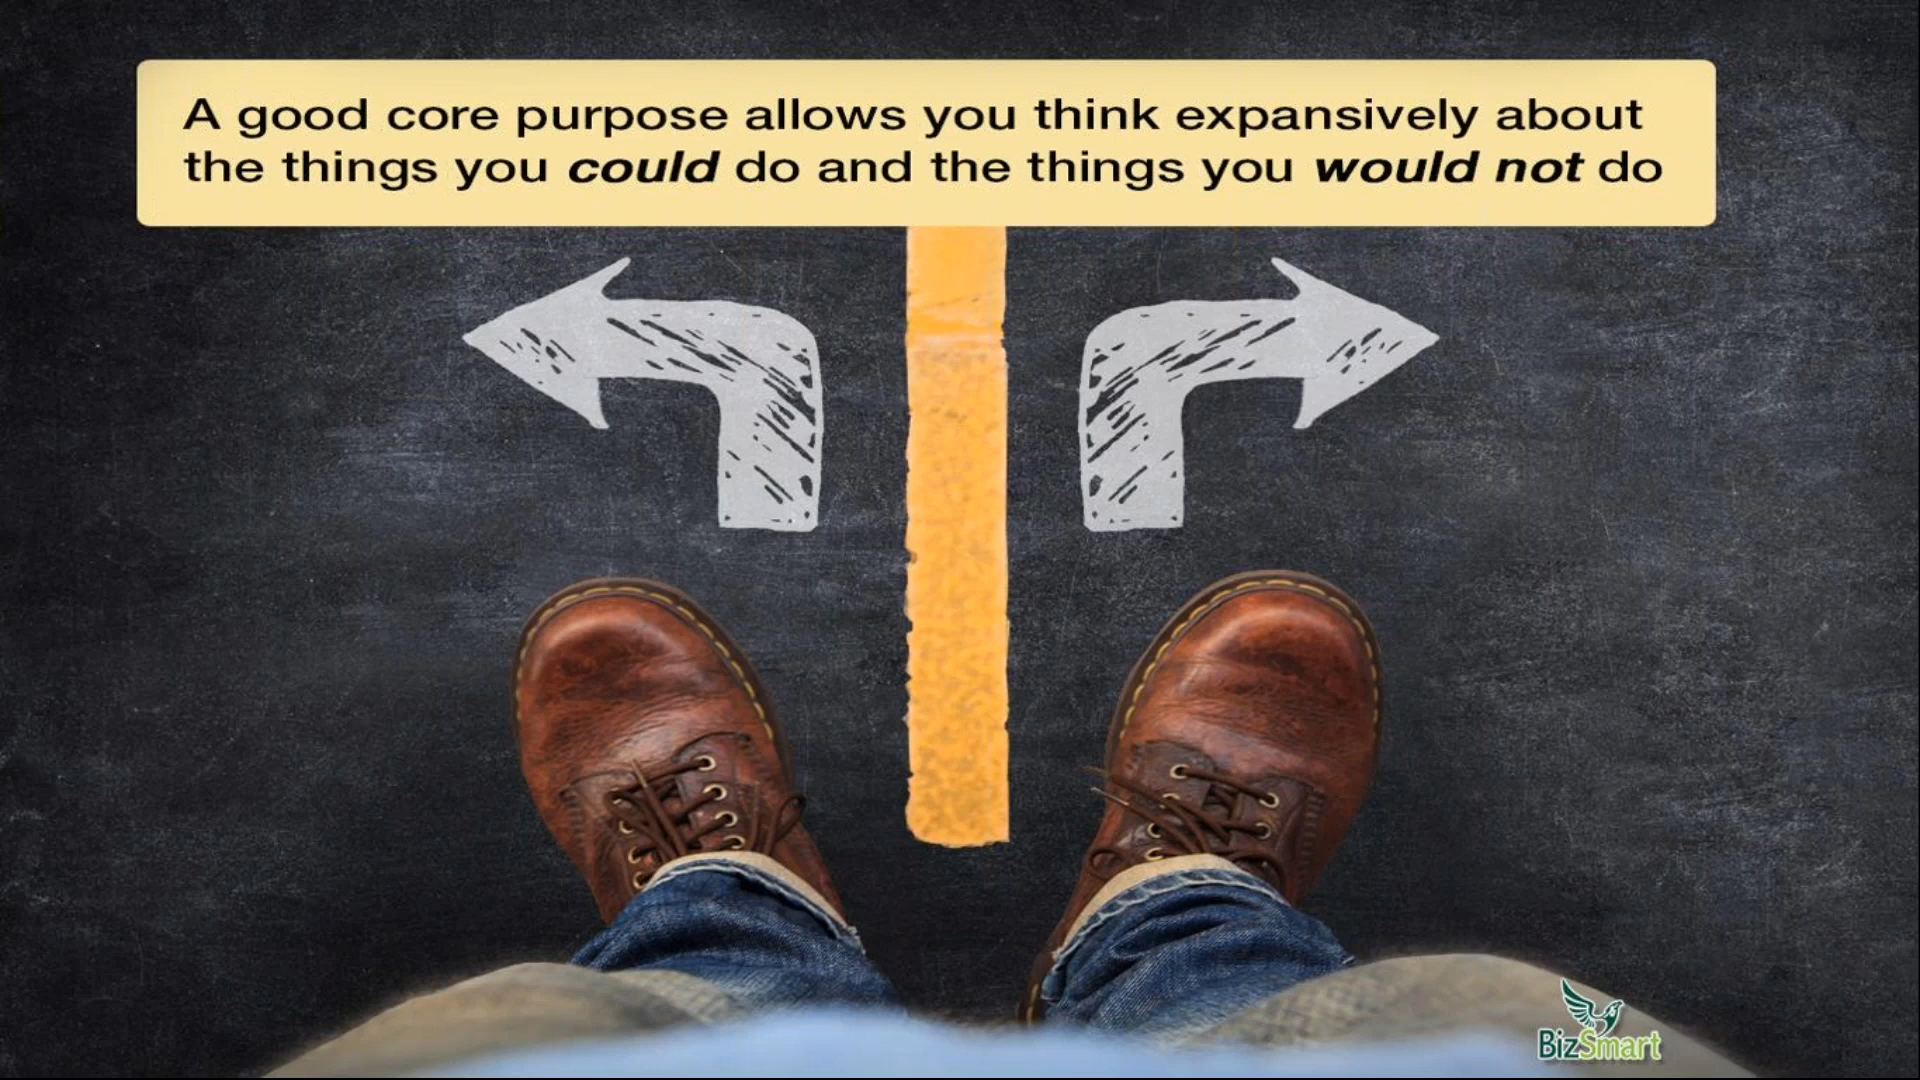 A good core purpose allows you think expansively about
the things you could do and the things you would not do
BizSmart